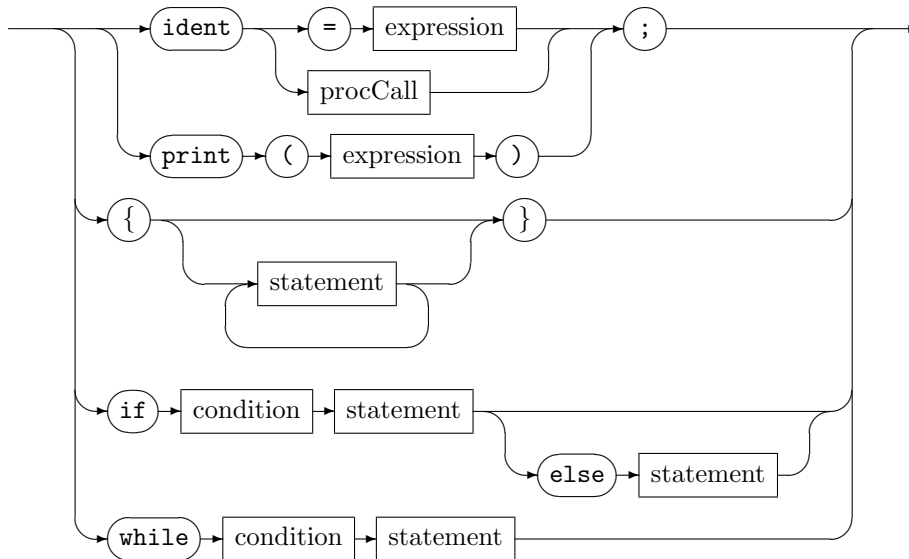 ident = expression ;
procCall
print ( expression )
{ }
statement
if condition statement
else statement
while condition statement